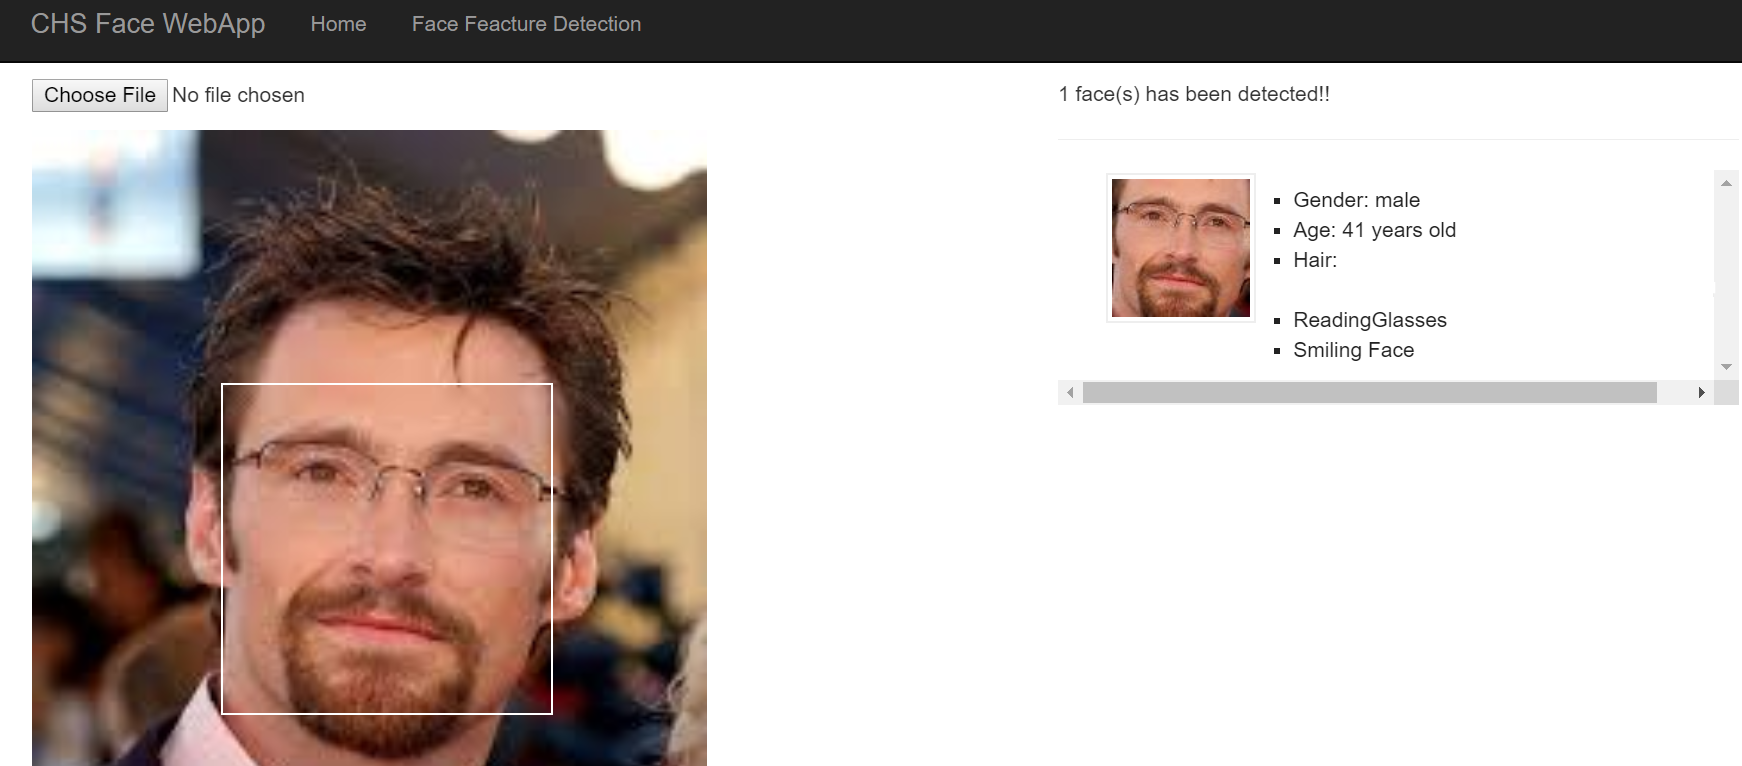 CHS Face WebApp Home Face Feacture Detection
Choose File No file chosen
1 face(s) has been detected!!
Gender: male
Age: 41 years old
Hair:
ReadingGlasses
Smiling Face